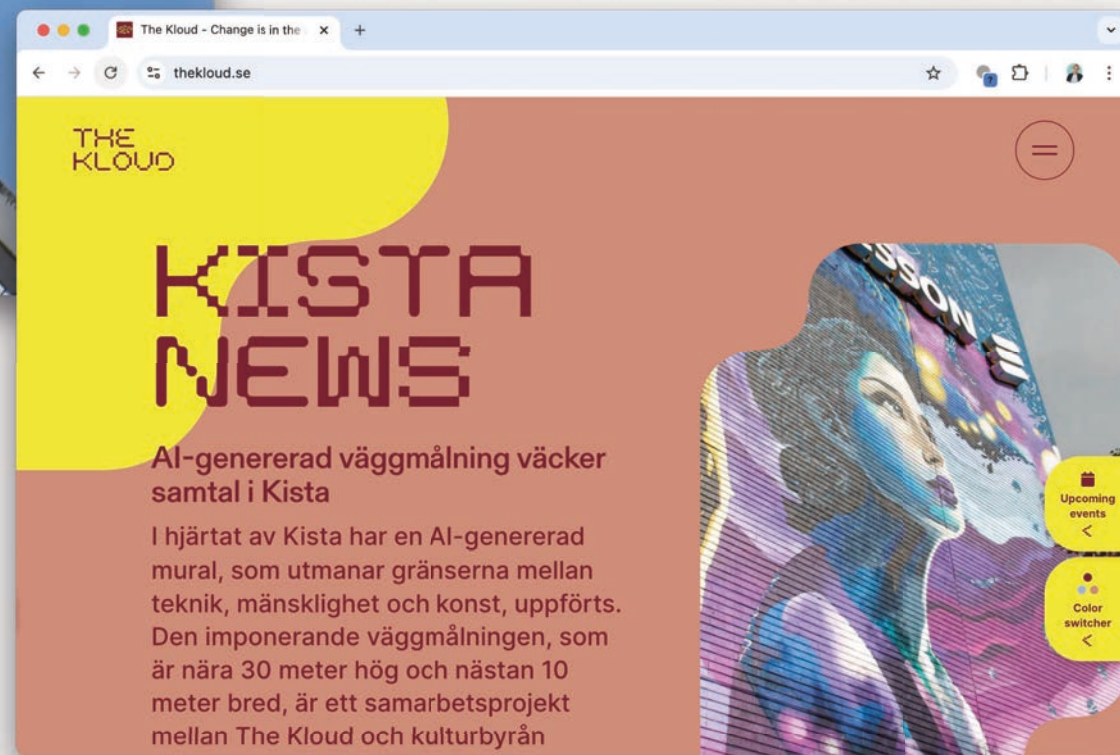 The Kloud - Change is in the
thekloud.se
THE
KLOUD
KISTA
NEWS
AI-genererad väggmålning väcker
samtal i Kista
I hjärtat av Kista har en AI-genererad
mural, som utmanar gränserna mellan
teknik, mänsklighet och konst, uppförts.
Den imponerande väggmålningen, som
är nära 30 meter hög och nästan 10
meter bred, är ett samarbetsprojekt
mellan The Kloud och kulturbyrån
SSON
Upcoming
events
Color
switcher